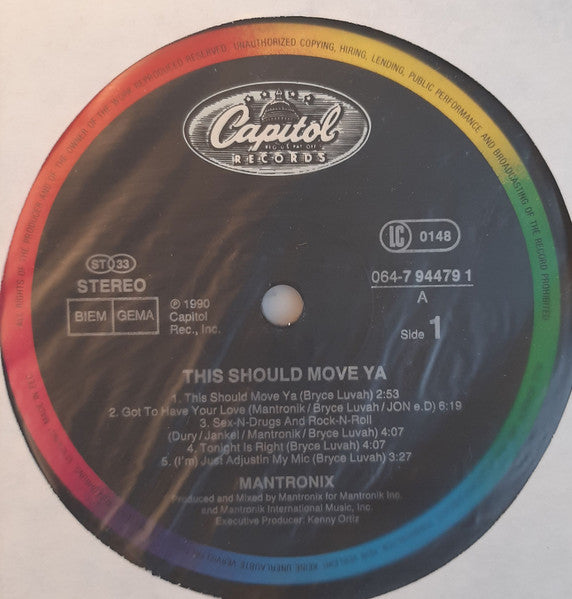 ALL RIGHTS OF THE PRODUCER AND OF THE OWNER OF THE WORK REPRODUCED RESERVED. UNAUTHORIZED COPYING, HIRING, LENDING, PUBLIC PERFORMANCE AND BROADCASTING OF THE RECORD PROHIBITED
Capitol
REG. U.S. PAT. OFF.
RECORDS
ST 33
STEREO
BIEM GEMA
℗ 1990
Capitol
Rec., Inc.
LC 0148
064-7 94479 1
A
Side 1
THIS SHOULD MOVE YA
1. This Should Move Ya (Bryce Luvah) 2:53
2. Got To Have Your Love (Mantronik/Bryce Luvah/JON e.D) 6:19
3. Sex-N-Drugs And Rock-N-Roll
(Dury/Jankel/Mantronik/Bryce Luvah) 4:07
4. Tonight Is Right (Bryce Luvah) 4:07
5. (I'm) Just Adjustin My Mic (Bryce Luvah) 3:27
MANTRONIX
Produced and Mixed by Mantronix for Mantronik Inc.
and Mantronik International Music, Inc.
Executive Producer: Kenny Ortiz
KEINE UNERLAUBTE